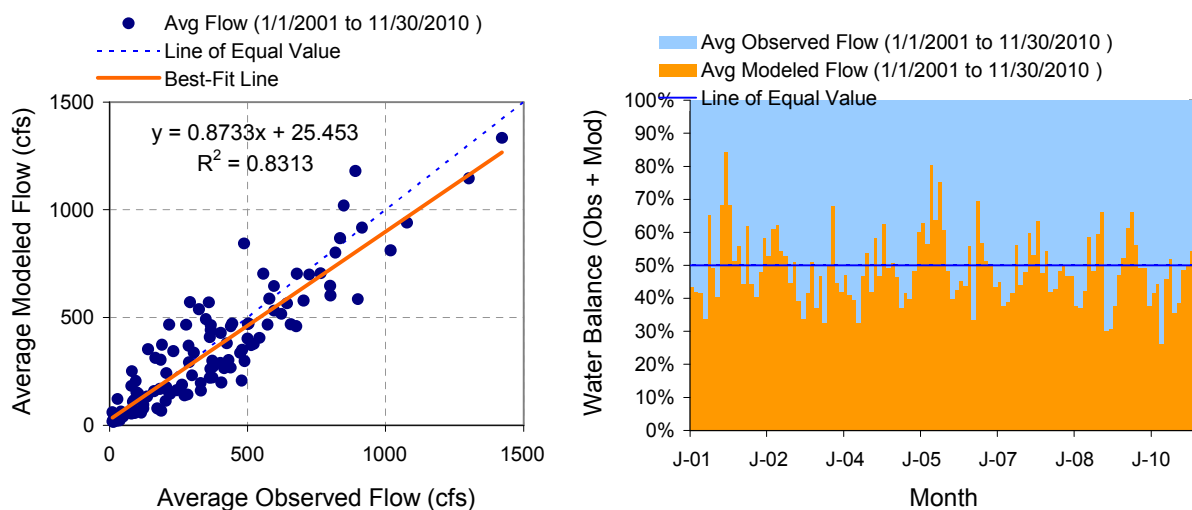 Avg Flow (1/1/2001 to 11/30/2010 )
Line of Equal Value
Best-Fit Line
y = 0.8733x + 25.453
R² = 0.8313
1500
1000
500
0
Average Modeled Flow (cfs)
0 500 1000 1500
Average Observed Flow (cfs)
Avg Observed Flow (1/1/2001 to 11/30/2010 )
Avg Modeled Flow (1/1/2001 to 11/30/2010 )
Line of Equal Value
100%
90%
80%
70%
60%
50%
40%
30%
20%
10%
0%
Water Balance (Obs + Mod)
J-01 J-02 J-04 J-05 J-07 J-08 J-10
Month